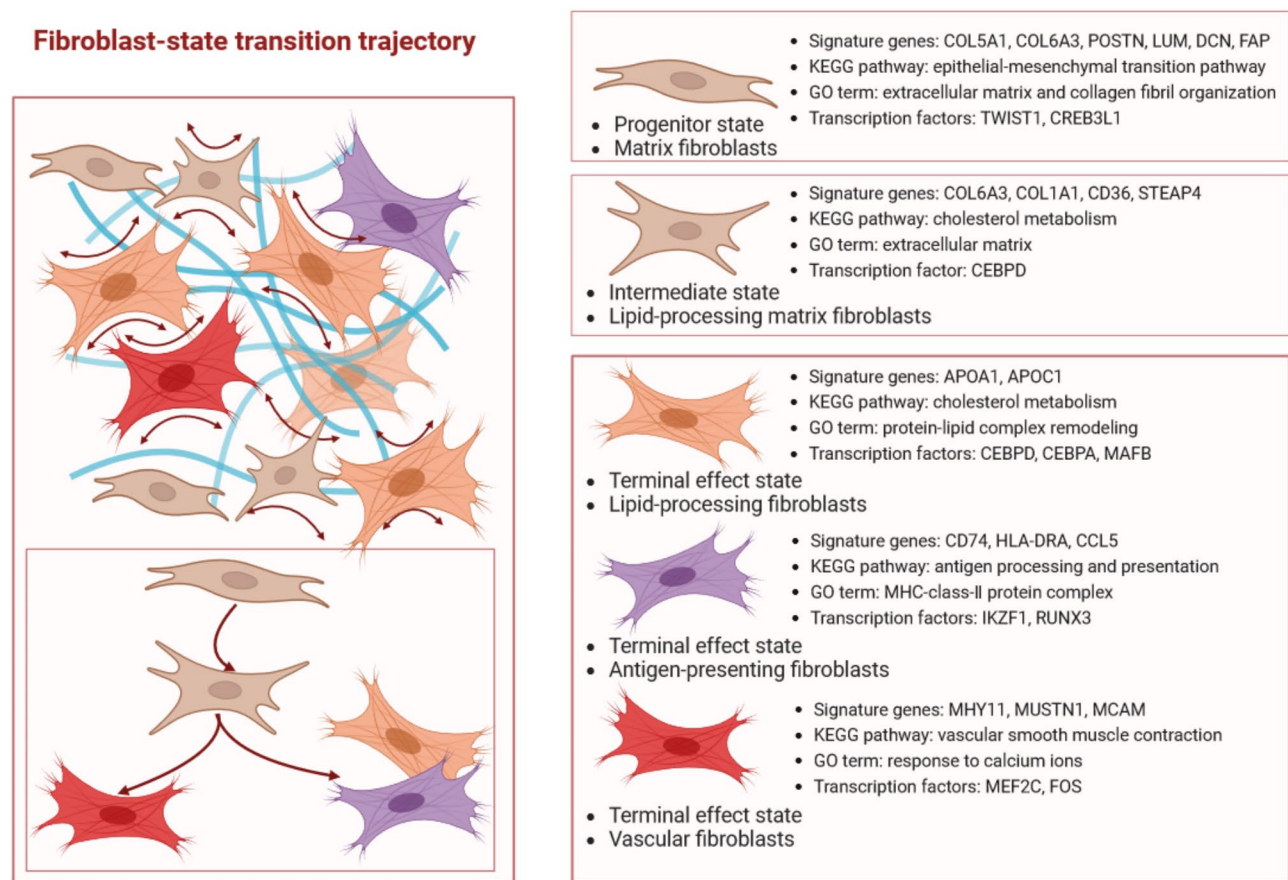 Fibroblast-state transition trajectory
• Signature genes: COL5A1, COL6A3, POSTN, LUM, DCN, FAP
• KEGG pathway: epithelial-mesenchymal transition pathway
• GO term: extracellular matrix and collagen fibril organization
• Transcription factors: TWIST1, CREB3L1
• Progenitor state
• Matrix fibroblasts
• Signature genes: COL6A3, COL1A1, CD36, STEAP4
• KEGG pathway: cholesterol metabolism
• GO term: extracellular matrix
• Transcription factor: CEBPD
• Intermediate state
• Lipid-processing matrix fibroblasts
• Signature genes: APOA1, APOC1
• KEGG pathway: cholesterol metabolism
• GO term: protein-lipid complex remodeling
• Transcription factors: CEBPD, CEBPA, MAFB
• Terminal effect state
• Lipid-processing fibroblasts
• Signature genes: CD74, HLA-DRA, CCL5
• KEGG pathway: antigen processing and presentation
• GO term: MHC-class-II protein complex
• Transcription factors: IKZF1, RUNX3
• Terminal effect state
• Antigen-presenting fibroblasts
• Signature genes: MHY11, MUSTN1, MCAM
• KEGG pathway: vascular smooth muscle contraction
• GO term: response to calcium ions
• Transcription factors: MEF2C, FOS
• Terminal effect state
• Vascular fibroblasts